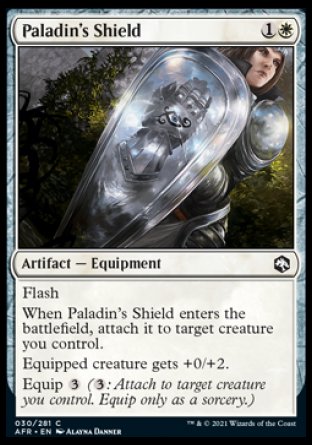 Paladin's Shield 1
Artifact — Equipment
Flash
When Paladin's Shield enters the
battlefield, attach it to target creature
you control.
Equipped creature gets +0/+2.
Equip 3 (3: Attach to target creature
you control. Equip only as a sorcery.)
030/281 C
AFR • EN ALAYNA DANNER
™ & © 2021 Wizards of the Coast